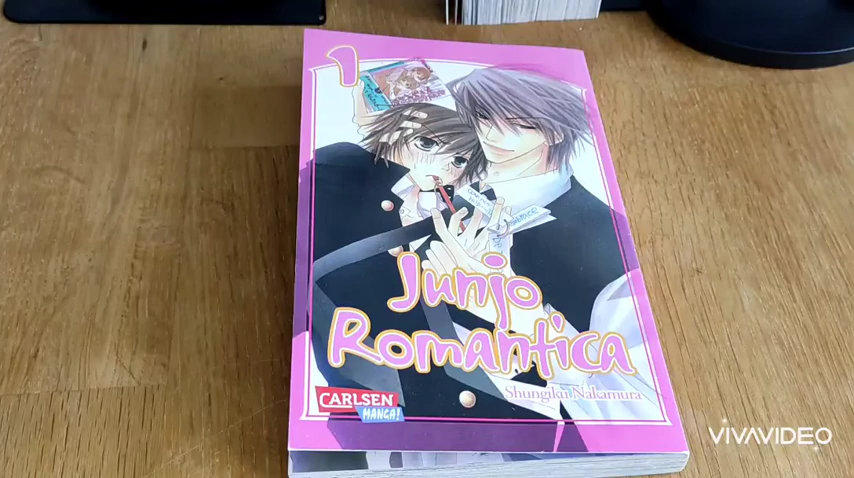 1
Junjo
Romantica
Shungiku Nakamura
CARLSEN
MANGA!
VIVAVIDEO